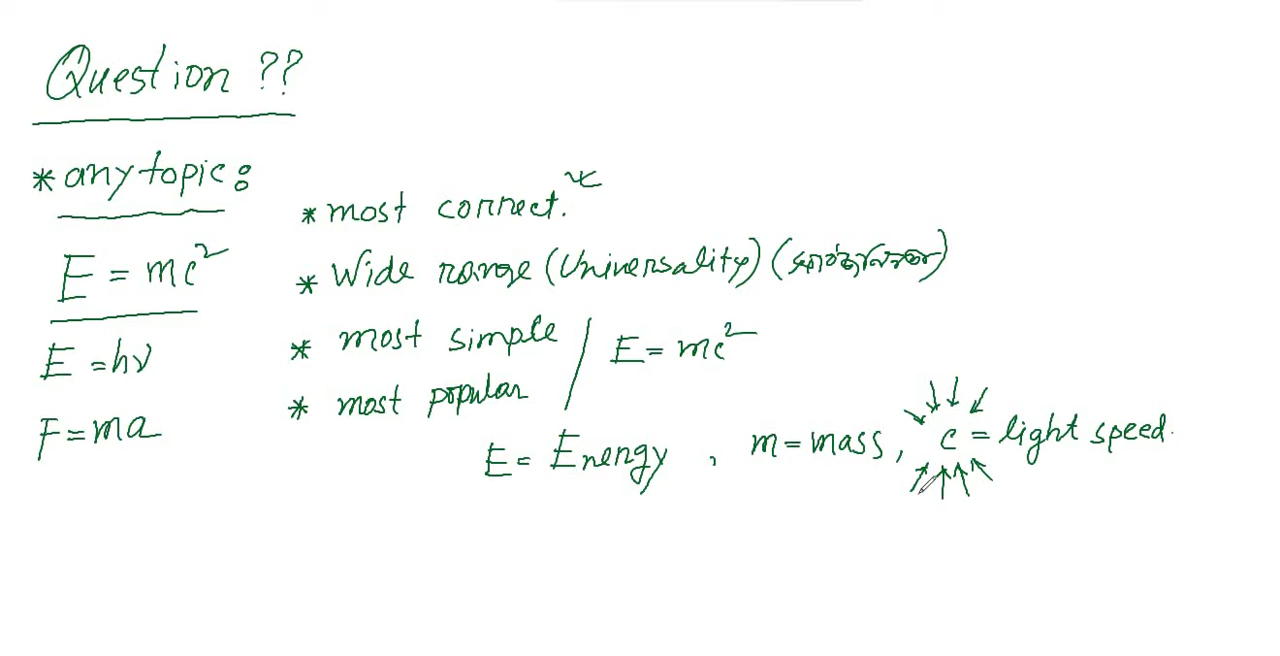 Question ??
* any topic:
E = mc²
E = hν
F = ma
* most correct.
* Wide range (Universality)
* most simple
* most popular
E = mc²
E = Energy , m = mass, c = light speed.